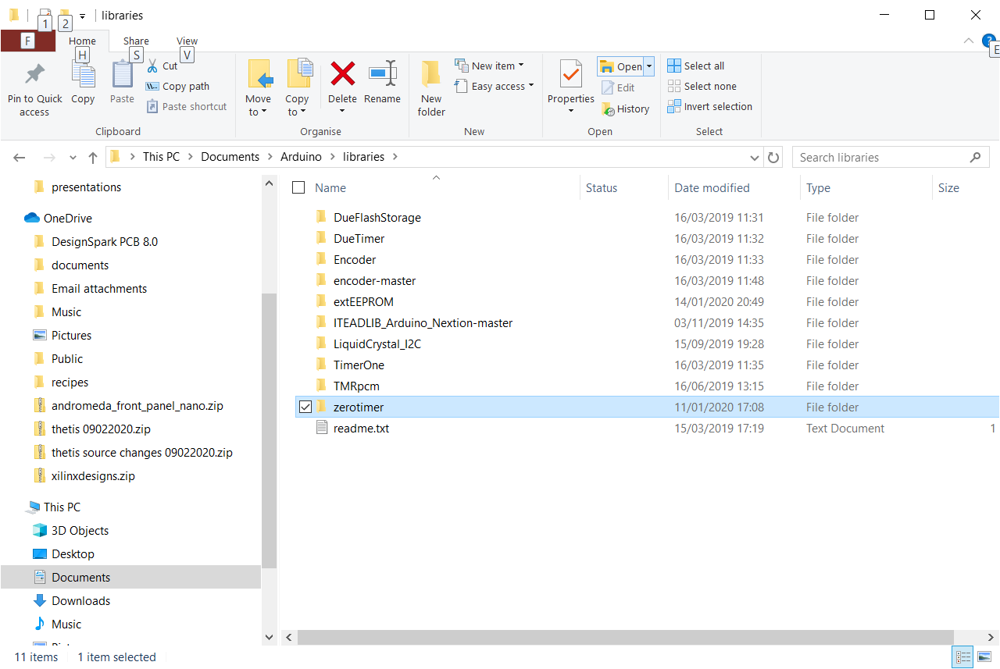 1 2 libraries
F Home Share View
H S V E
Pin to Quick access
Copy
Paste
Cut
Copy path
Paste shortcut
Clipboard
Move to
Copy to
Delete
Rename
Organise
New folder
New item
Easy access
New
Properties
Open
Edit
History
Open
Select all
Select none
Invert selection
Select
This PC > Documents > Arduino > libraries >
Search libraries
presentations
OneDrive
DesignSpark PCB 8.0
documents
Email attachments
Music
Pictures
Public
recipes
andromeda_front_panel_nano.zip
thetis 09022020.zip
thetis source changes 09022020.zip
xilinxdesigns.zip
This PC
3D Objects
Desktop
Documents
Downloads
Music
Name Status Date modified Type Size
DueFlashStorage 16/03/2019 11:31 File folder
DueTimer 16/03/2019 11:32 File folder
Encoder 16/03/2019 11:33 File folder
encoder-master 16/03/2019 11:48 File folder
extEEPROM 14/01/2020 20:49 File folder
ITEADLIB_Arduino_Nextion-master 03/11/2019 14:35 File folder
LiquidCrystal_I2C 15/09/2019 19:28 File folder
TimerOne 16/03/2019 11:35 File folder
TMRpcm 16/06/2019 13:15 File folder
zerotimer 11/01/2020 17:08 File folder
readme.txt 15/03/2019 17:19 Text Document 1
11 items 1 item selected